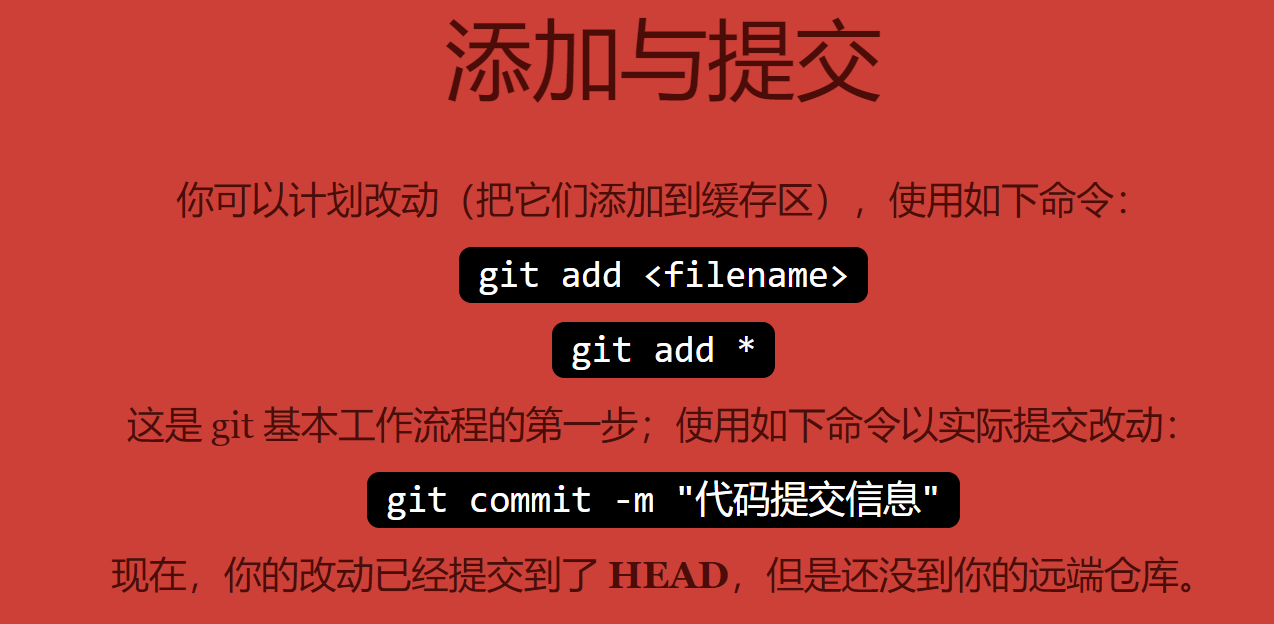 添加与提交
你可以计划改动（把它们添加到缓存区），使用如下命令：
git add <filename>
git add *
这是 git 基本工作流程的第一步；使用如下命令以实际提交改动：
git commit -m "代码提交信息"
现在，你的改动已经提交到了 HEAD，但是还没到你的远端仓库。